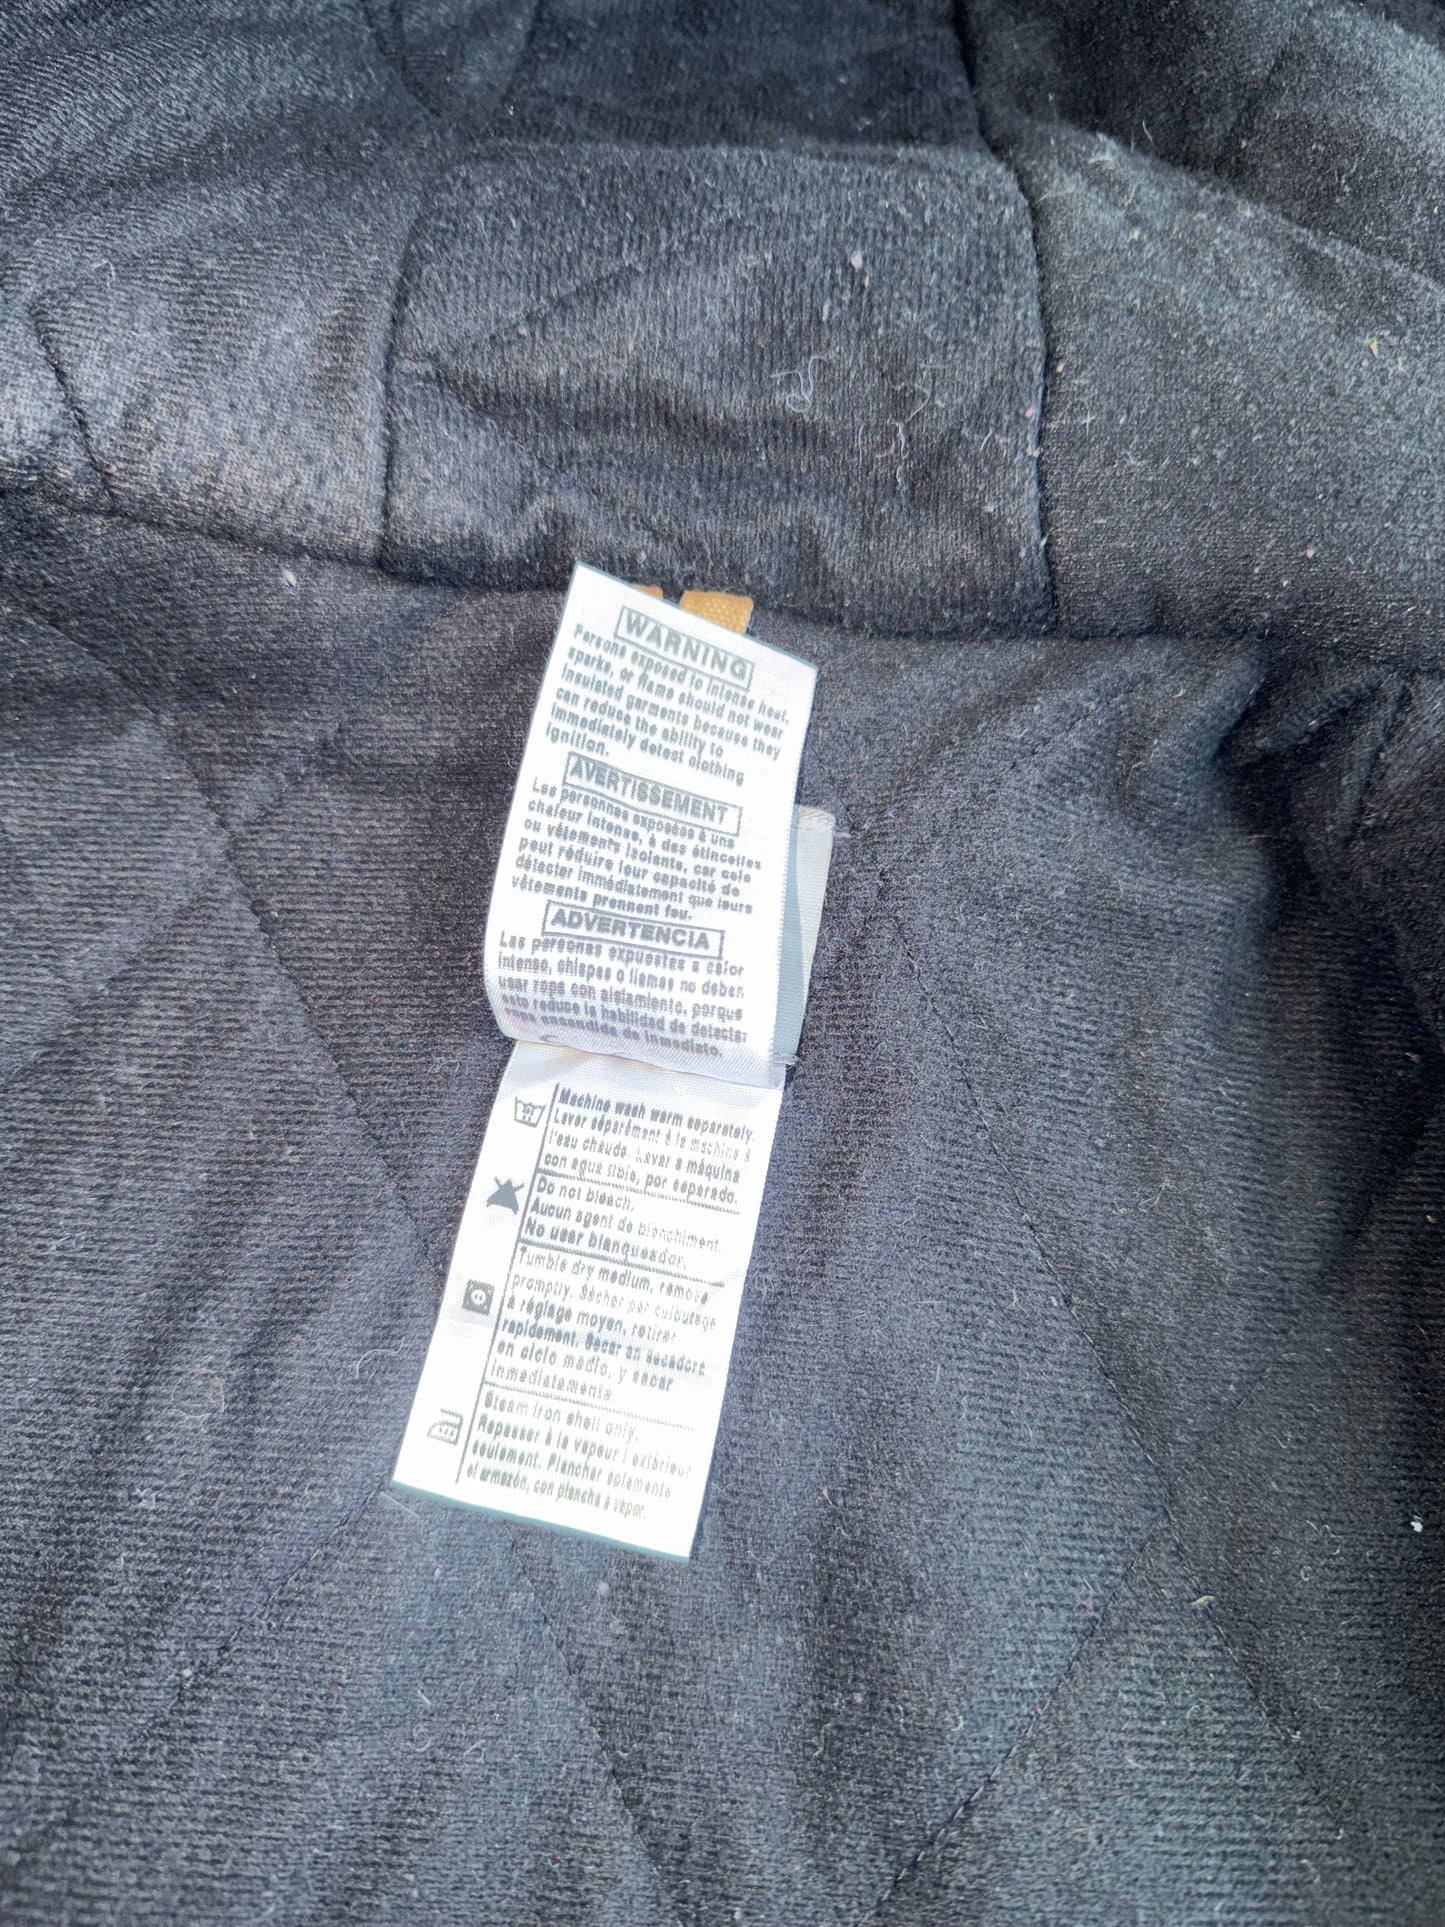 WARNING
Persons exposed to intense heat,
sparks, or flame should not wear
insulated garments because they
can reduce the ability to
immediately detect clothing
ignition.
AVERTISSEMENT
Les personnes exposées à une
chaleur intense, à des étincelles
ou vêtements isolants, car cela
peut réduire leur capacité de
détecter immédiatement que leurs
vêtements prennent feu.
ADVERTENCIA
Las personas expuestas a calor
intenso, chispas o llamas no deber.
usar ropa con aislamiento, porque
esto reduce la habilidad de detectar
ropa encendida de inmediato.
Machine wash warm separately.
Laver séparément à la machine à
l'eau chaude. Lavar a máquina
con agua tibia, por separado.
Do not bleach.
Aucun agent de blanchiment.
No usar blanqueador.
Tumble dry medium, remove
promptly. Sécher par culbutage
à réglage moyen, retirer
rapidement. Secar en secadora
en ciclo medio, y sacar
inmediatamente.
Steam iron shell only.
Repasser à la vapeur l'extérieur
seulement. Planchar solamente
el armazón, con plancha a vapor.